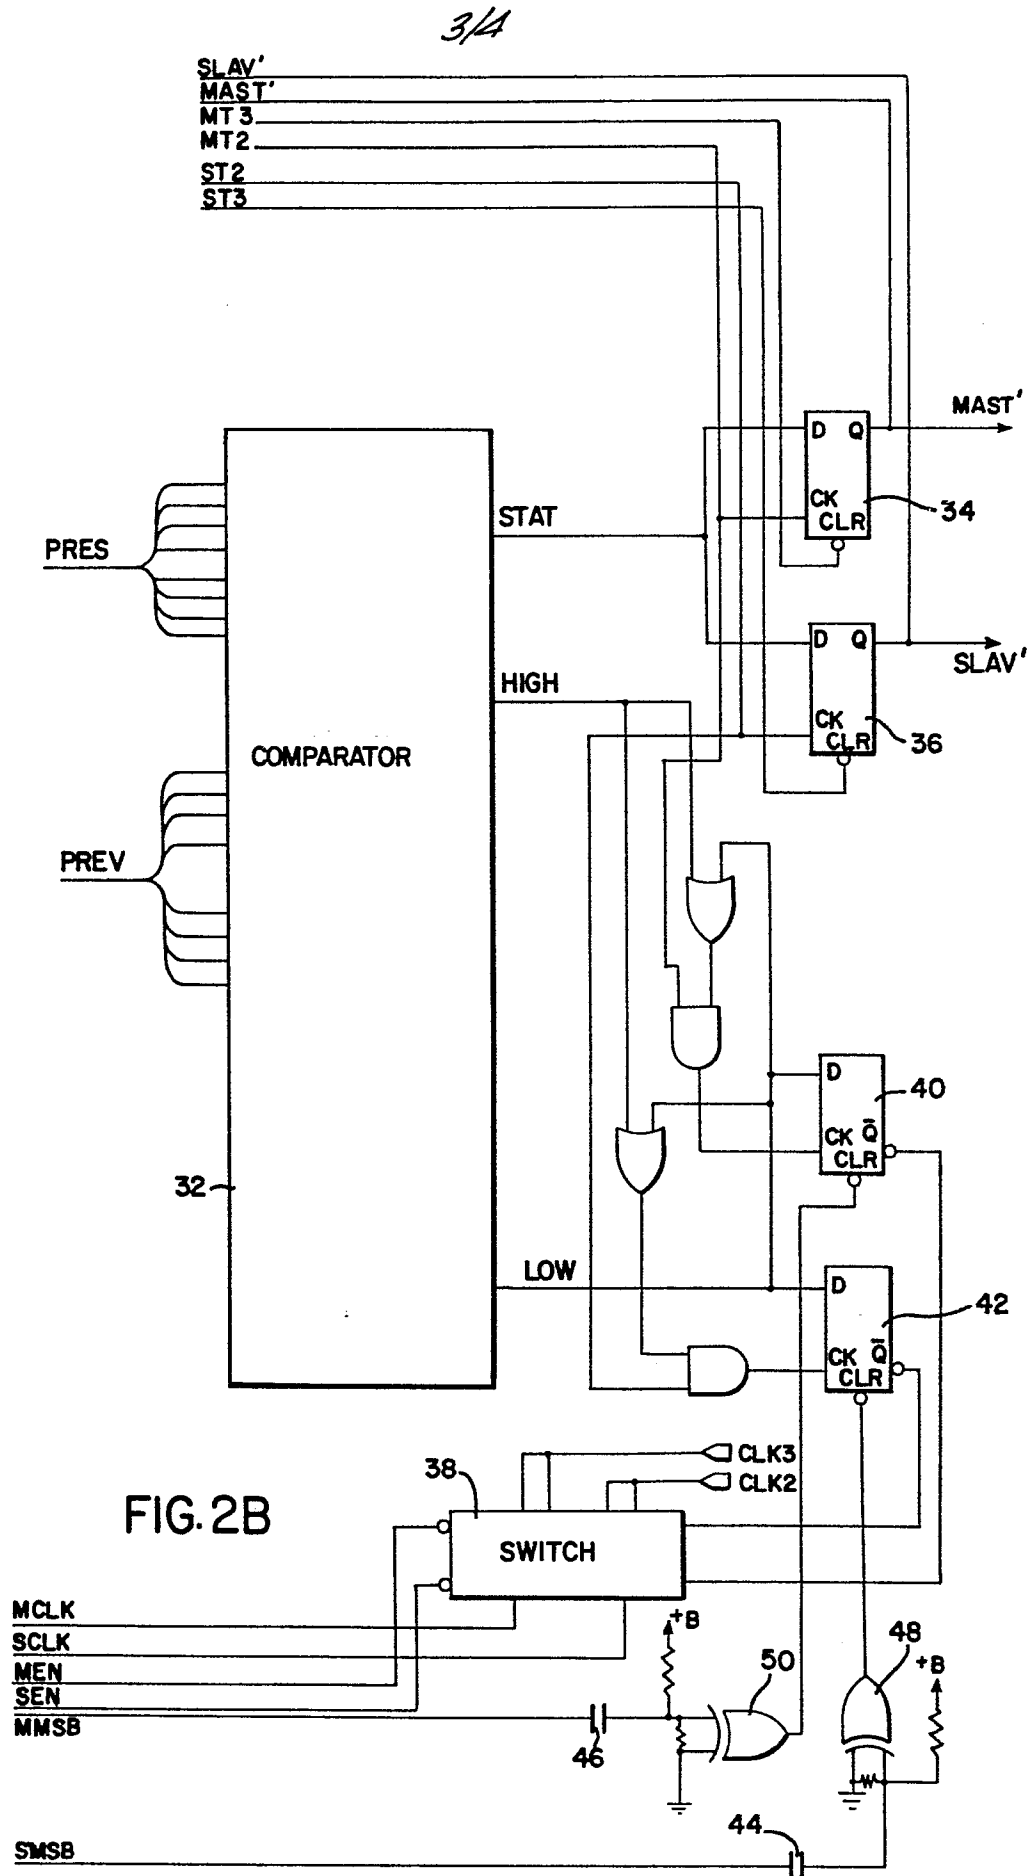 3/4
SLAV'
MAST'
MT3
MT2
ST2
ST3
MAST'
D Q
CK
CLR
34
STAT
PRES
D Q
SLAV'
CK
CLR
36
HIGH
COMPARATOR
PREV
D
40
CK Q̅
CLR
32
LOW
D
42
CK Q̅
CLR
CLK3
CLK2
38
FIG. 2B
SWITCH
MCLK
SCLK
MEN
SEN
MMSB
+B
50
48
+B
46
44
SMSB